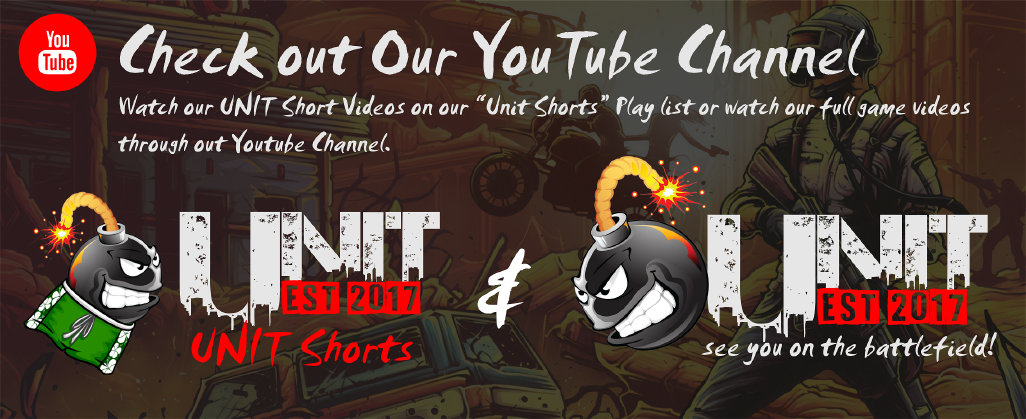 You
Tube
Check out Our YouTube Channel
Watch our UNIT Short Videos on our “Unit Shorts” Play list or watch our full game videos
through out Youtube Channel.
UNIT
EST 2017
UNIT Shorts
&
UNIT
EST 2017
see you on the battlefield!